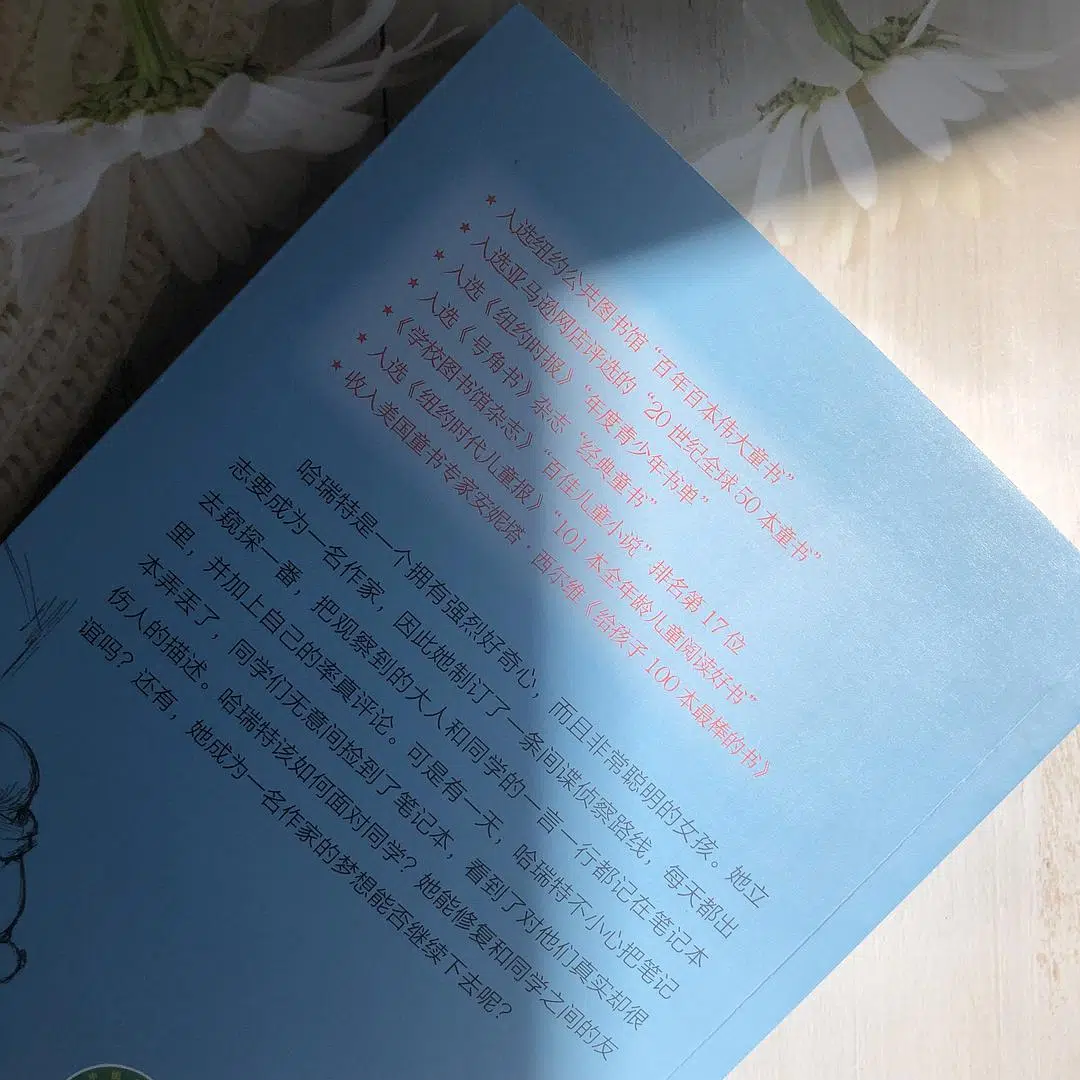 ★ 入选纽约公共图书馆“百年百本伟大童书”
★ 入选亚马逊网店评选的“20世纪全球50本童书”
★ 入选《纽约时报》“年度青少年书单”
★ 入选《号角书》杂志“经典童书”
★ 《学校图书馆杂志》“百佳儿童小说”排名第17位
★ 入选《纽约时代儿童报》“101本全年龄儿童阅读好书”
★ 收入美国童书专家安妮塔·西尔维《给孩子100本最棒的书》
哈瑞特是一个拥有强烈好奇心，而且非常聪明的女孩。她立
志要成为一名作家，因此她制订了一条间谍侦察路线，每天都出
去窥探一番，把观察到的大人和同学的一言一行都记在笔记本
里，并加上自己的率真评论。可是有一天，哈瑞特不小心把笔记
本弄丢了，同学们无意间捡到了笔记本，看到了对他们真实却很
伤人的描述。哈瑞特该如何面对同学？她能修复和同学之间的友
谊吗？还有，她成为一名作家的梦想能否继续下去呢？